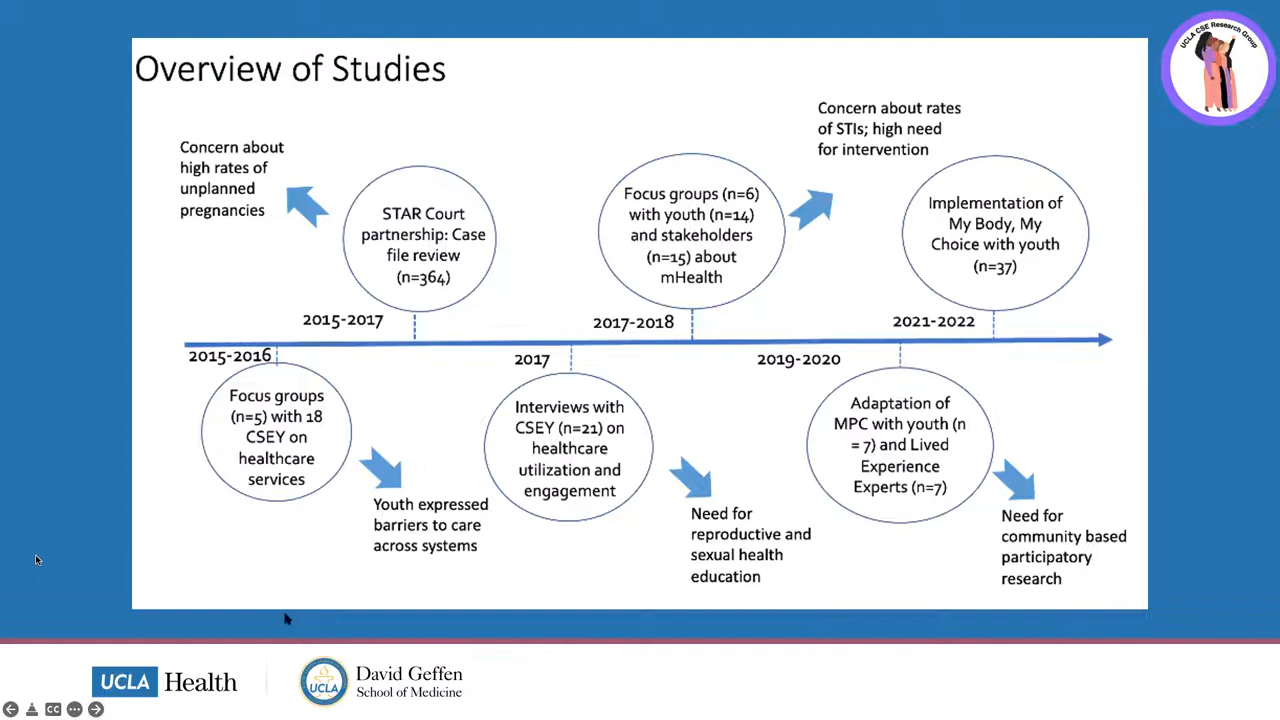 Overview of Studies
UCLA CSE Research Group
Concern about
high rates of
unplanned
pregnancies
STAR Court
partnership: Case
file review
(n=364)
2015-2017
Focus groups (n=6)
with youth (n=14)
and stakeholders
(n=15) about
mHealth
2017-2018
Concern about rates
of STIs; high need
for intervention
Implementation of
My Body, My
Choice with youth
(n=37)
2021-2022
2015-2016
Focus groups
(n=5) with 18
CSEY on
healthcare
services
Youth expressed
barriers to care
across systems
2017
Interviews with
CSEY (n=21) on
healthcare
utilization and
engagement
Need for
reproductive and
sexual health
education
2019-2020
Adaptation of
MPC with youth (n
= 7) and Lived
Experience
Experts (n=7)
Need for
community based
participatory
research
UCLA Health
UCLA
David Geffen
School of Medicine
CC